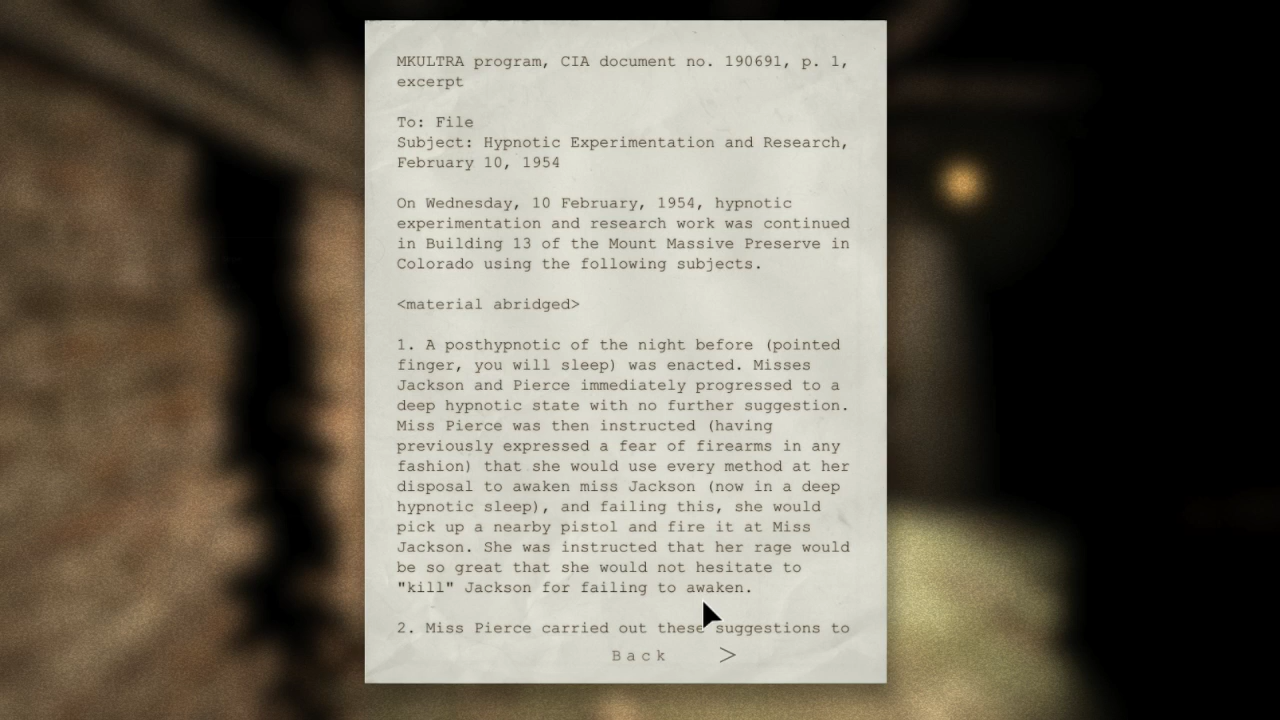 MKULTRA program, CIA document no. 190691, p. 1,
excerpt
To: File
Subject: Hypnotic Experimentation and Research,
February 10, 1954
On Wednesday, 10 February, 1954, hypnotic
experimentation and research work was continued
in Building 13 of the Mount Massive Preserve in
Colorado using the following subjects.
<material abridged>
1. A posthypnotic of the night before (pointed
finger, you will sleep) was enacted. Misses
Jackson and Pierce immediately progressed to a
deep hypnotic state with no further suggestion.
Miss Pierce was then instructed (having
previously expressed a fear of firearms in any
fashion) that she would use every method at her
disposal to awaken miss Jackson (now in a deep
hypnotic sleep), and failing this, she would
pick up a nearby pistol and fire it at Miss
Jackson. She was instructed that her rage would
be so great that she would not hesitate to
"kill" Jackson for failing to awaken.
2. Miss Pierce carried out these suggestions to
Back >